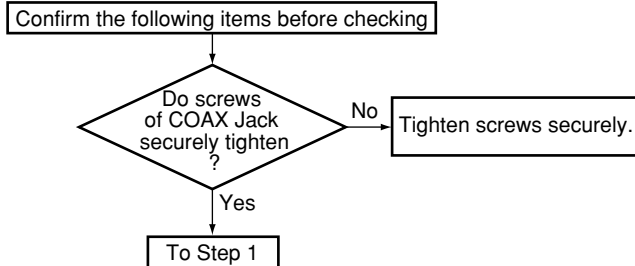 Confirm the following items before checking
Do screws
of COAX Jack
securely tighten
?
No
Tighten screws securely.
Yes
To Step 1